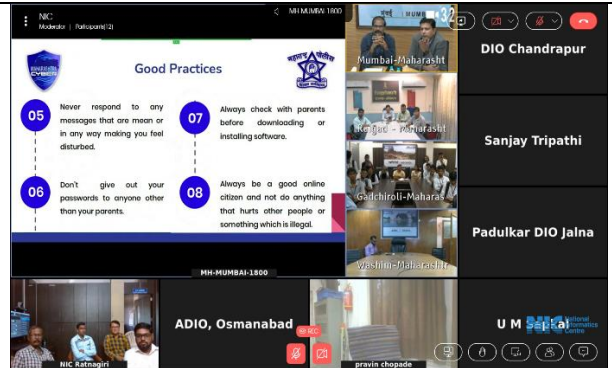 NIC
Moderator | Participants(12)
MH MUMBAI 1800
Good Practices
05
Never respond to any
messages that are mean or
in any way making you feel
disturbed.
06
Don't give out your
passwords to anyone other
than your parents.
07
Always check with parents
before downloading or
installing software.
08
Always be a good online
citizen and not do anything
that hurts other people or
something which is illegal.
MH-MUMBAI-1800
Mumbai-Maharasht
Gadchiroli-Maharas
Washim-Maharasht
DIO Chandrapur
Sanjay Tripathi
Padulkar DIO Jalna
NIC Ratnagiri
ADIO, Osmanabad
REC
pravin chopade
U M Sapkal
NIC
National
Informatics
Centre